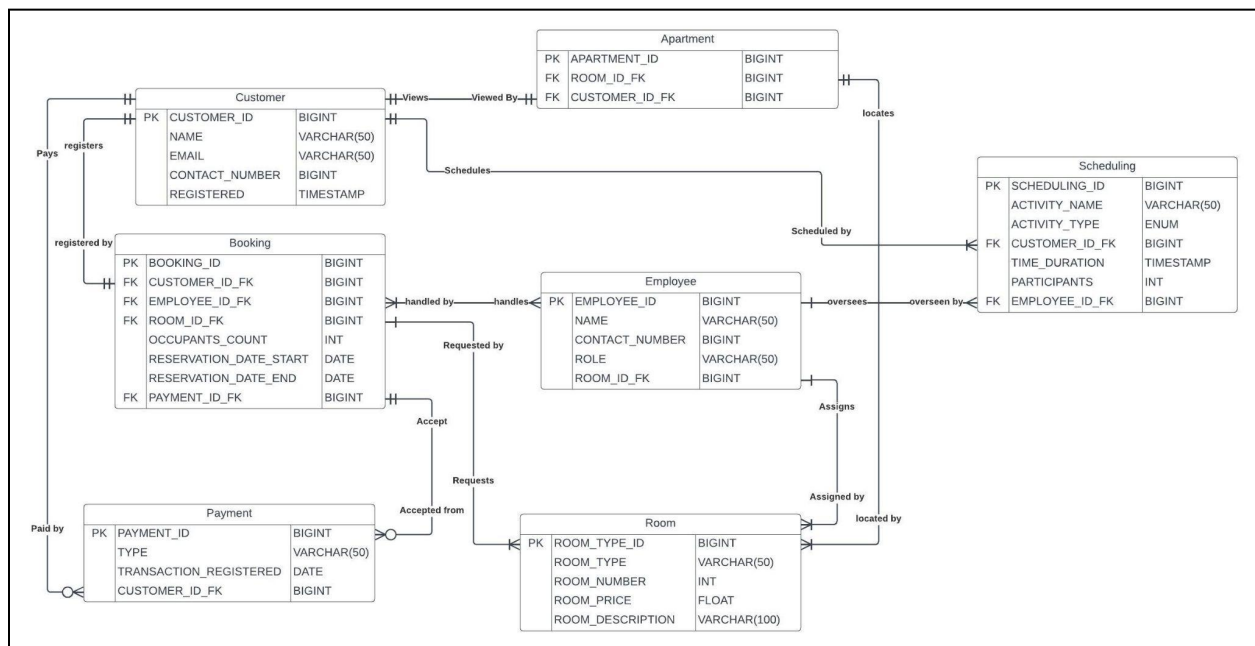 Apartment
PK APARTMENT_ID BIGINT
FK ROOM_ID_FK BIGINT
FK CUSTOMER_ID_FK BIGINT
Customer
PK CUSTOMER_ID BIGINT
NAME VARCHAR(50)
EMAIL VARCHAR(50)
CONTACT_NUMBER BIGINT
REGISTERED TIMESTAMP
Views
Viewed By
locates
Pays
registers
Schedules
Scheduling
PK SCHEDULING_ID BIGINT
ACTIVITY_NAME VARCHAR(50)
ACTIVITY_TYPE ENUM
FK CUSTOMER_ID_FK BIGINT
TIME_DURATION TIMESTAMP
PARTICIPANTS INT
FK EMPLOYEE_ID_FK BIGINT
Scheduled by
registered by
Booking
PK BOOKING_ID BIGINT
FK CUSTOMER_ID_FK BIGINT
FK EMPLOYEE_ID_FK BIGINT
FK ROOM_ID_FK BIGINT
OCCUPANTS_COUNT INT
RESERVATION_DATE_START DATE
RESERVATION_DATE_END DATE
FK PAYMENT_ID_FK BIGINT
handled by
handles
Employee
PK EMPLOYEE_ID BIGINT
NAME VARCHAR(50)
CONTACT_NUMBER BIGINT
ROLE VARCHAR(50)
ROOM_ID_FK BIGINT
oversees
overseen by
Requested by
Accept
Assigns
Requests
Accepted from
Assigned by
located by
Paid by
Payment
PK PAYMENT_ID BIGINT
TYPE VARCHAR(50)
TRANSACTION_REGISTERED DATE
CUSTOMER_ID_FK BIGINT
Room
PK ROOM_TYPE_ID BIGINT
ROOM_TYPE VARCHAR(50)
ROOM_NUMBER INT
ROOM_PRICE FLOAT
ROOM_DESCRIPTION VARCHAR(100)